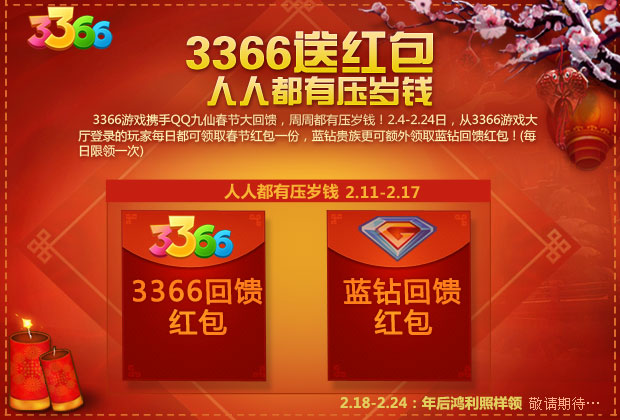 3366
3366送红包
人人都有压岁钱
3366游戏携手QQ九仙春节大回馈，周周都有压岁钱！2.4-2.24日，从3366游戏大
厅登录的玩家每日都可领取春节红包一份，蓝钻贵族更可额外领取蓝钻回馈红包！(每
日限领一次)
人人都有压岁钱 2.11-2.17
3366
3366回馈
红包
蓝钻回馈
红包
2.18-2.24：年后鸿利照样领 敬请期待…